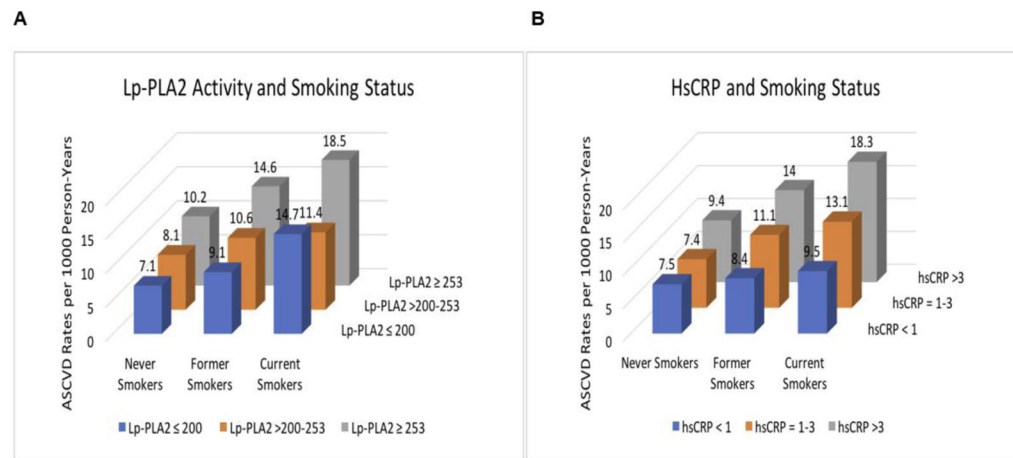 A
B
Lp-PLA2 Activity and Smoking Status
ASCVD Rates per 1000 Person-Years
20
15
10
5
0
7.1
8.1
10.2
9.1
10.6
14.6
14.7
11.4
18.5
Lp-PLA2 ≥ 253
Lp-PLA2 >200-253
Lp-PLA2 ≤ 200
Never
Smokers
Former
Smokers
Current
Smokers
Lp-PLA2 ≤ 200 Lp-PLA2 >200-253 Lp-PLA2 ≥ 253
HsCRP and Smoking Status
ASCVD Rates per 1000 Person-Years
20
15
10
5
0
7.5
7.4
9.4
8.4
11.1
14
9.5
13.1
18.3
hsCRP >3
hsCRP = 1-3
hsCRP < 1
Never Smokers
Former
Smokers
Current
Smokers
hsCRP < 1 hsCRP = 1-3 hsCRP >3